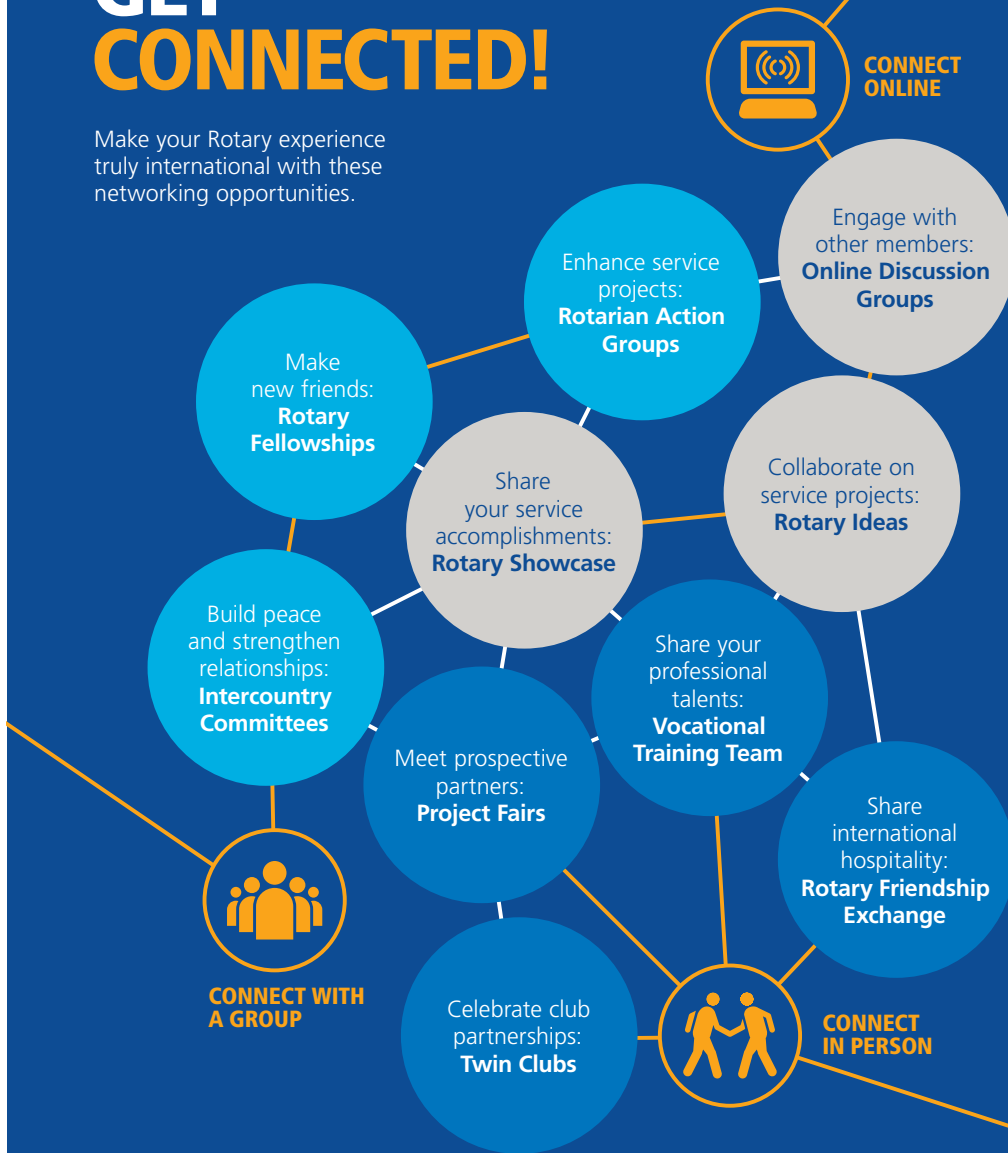 GET
CONNECTED!
Make your Rotary experience
truly international with these
networking opportunities.
CONNECT
ONLINE
Engage with
other members:
Online Discussion
Groups
Enhance service
projects:
Rotarian Action
Groups
Make
new friends:
Rotary
Fellowships
Share
your service
accomplishments:
Rotary Showcase
Collaborate on
service projects:
Rotary Ideas
Build peace
and strengthen
relationships:
Intercountry
Committees
Share your
professional
talents:
Vocational
Training Team
Meet prospective
partners:
Project Fairs
Share
international
hospitality:
Rotary Friendship
Exchange
CONNECT WITH
A GROUP
Celebrate club
partnerships:
Twin Clubs
CONNECT
IN PERSON